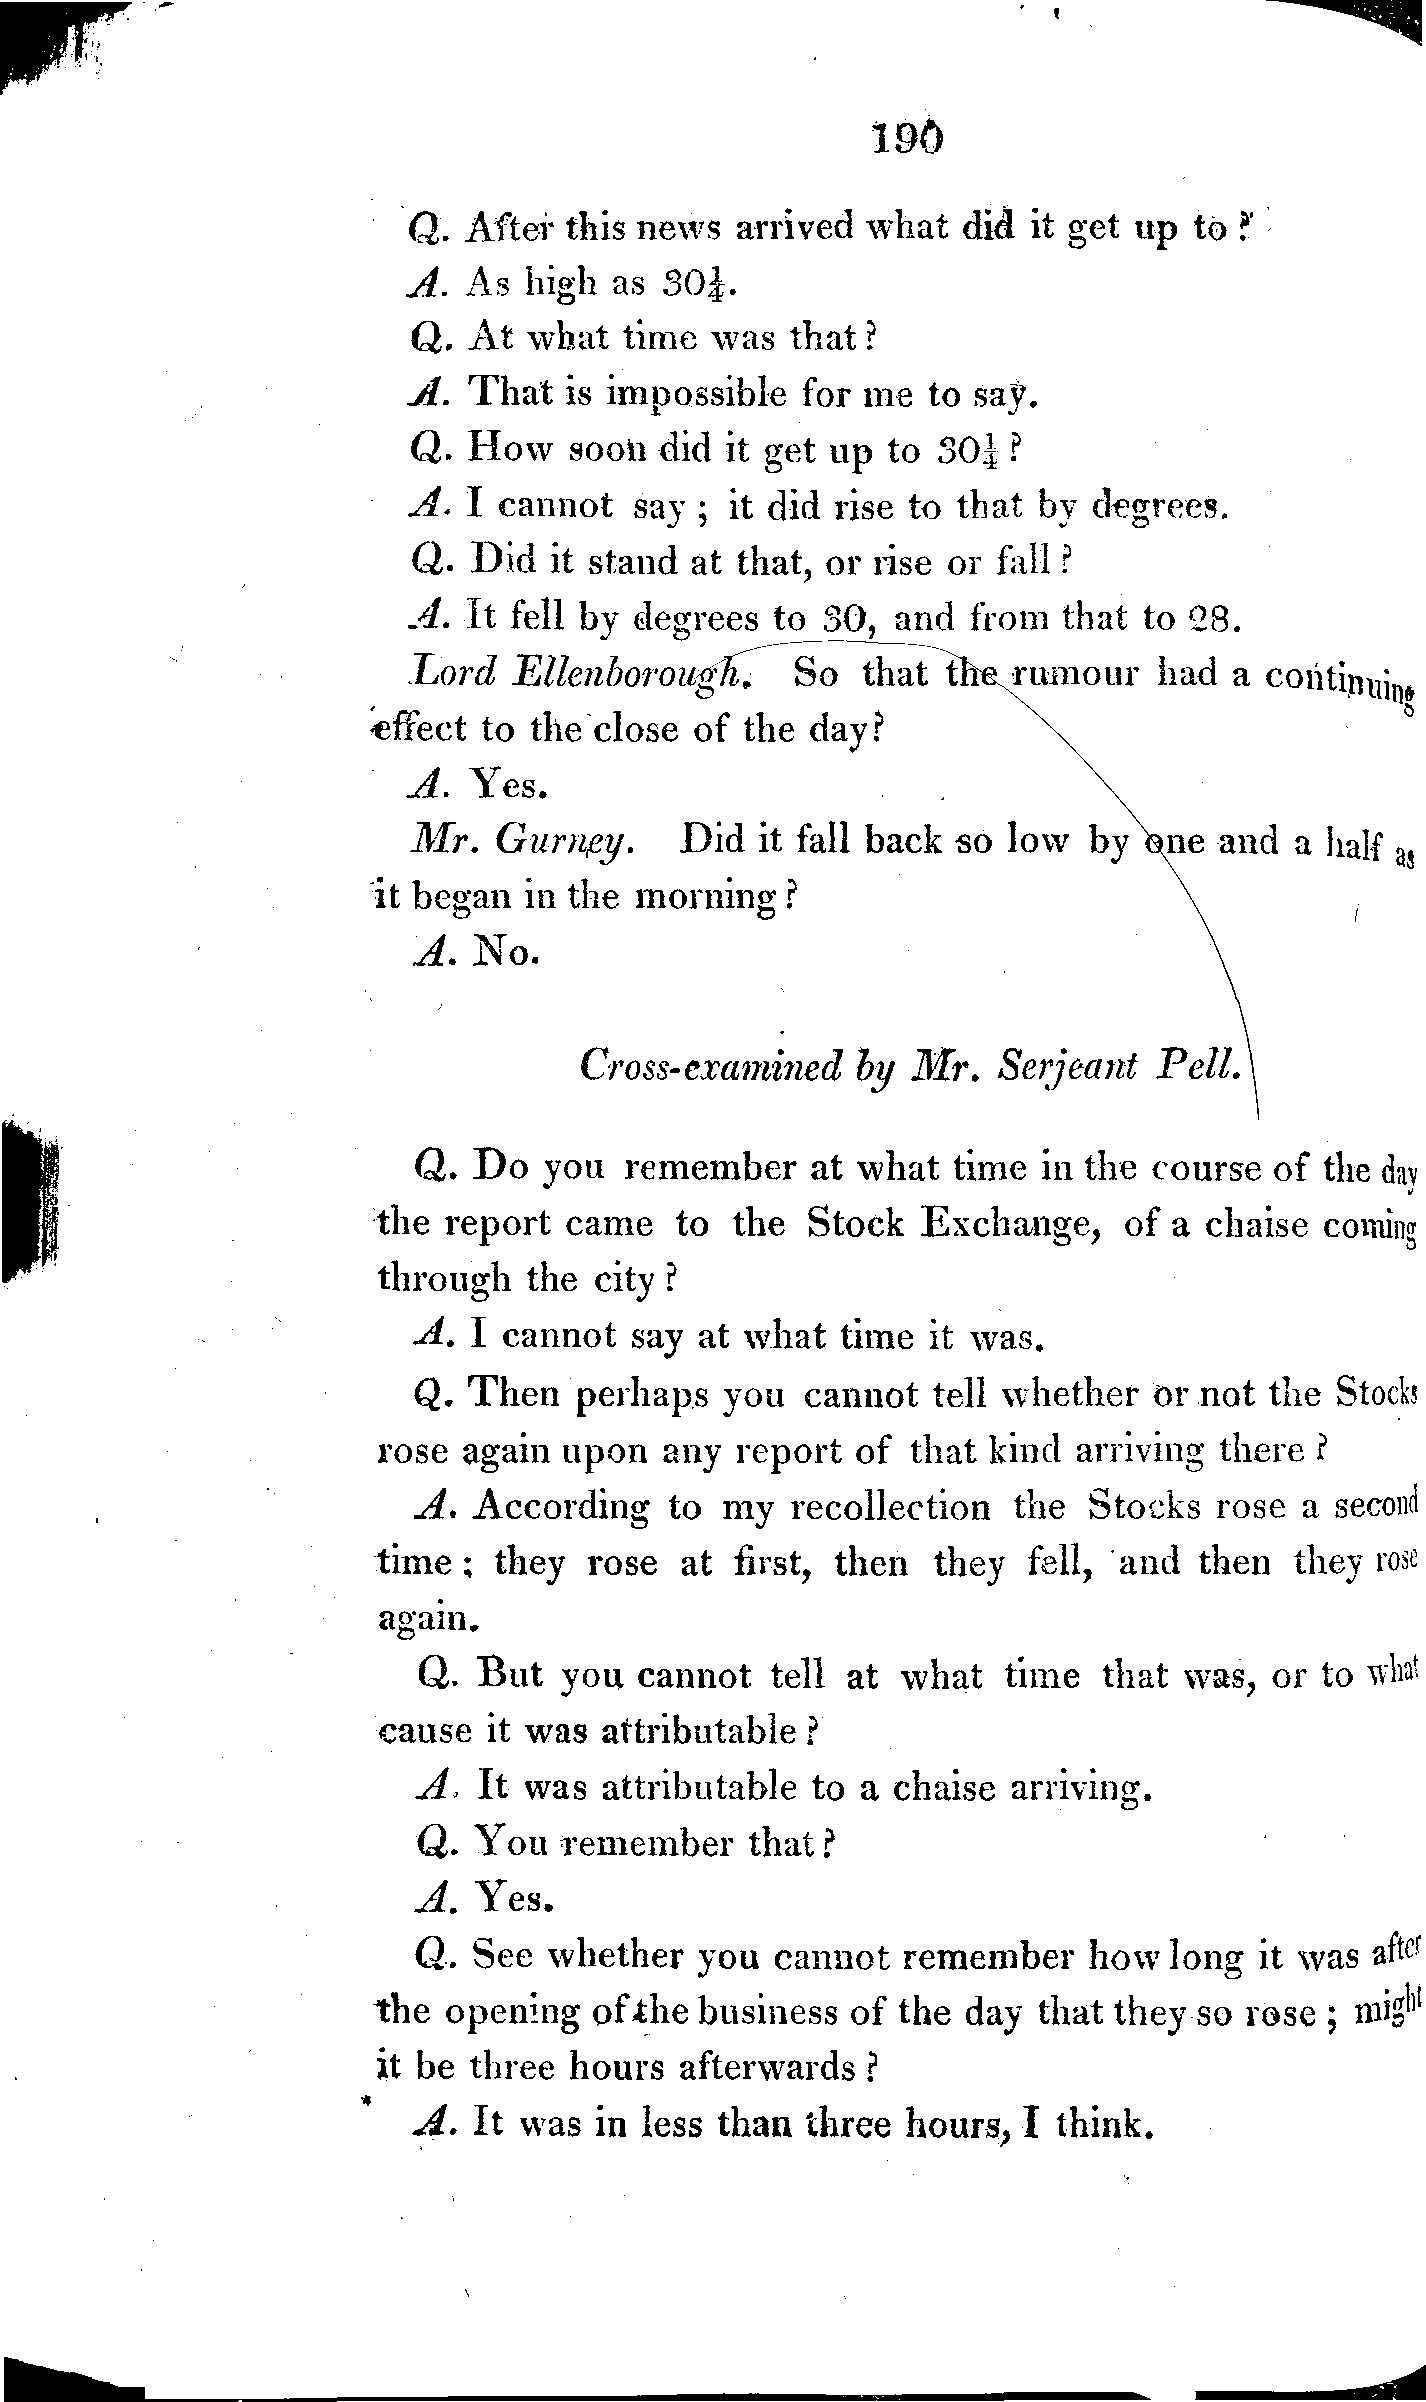 190
Q. After this news arrived what did it get up to?
A. As high as 30¼.
Q. At what time was that?
A. That is impossible for me to say.
Q. How soon did it get up to 30¼?
A. I cannot say; it did rise to that by degrees.
Q. Did it stand at that, or rise or fall?
A. It fell by degrees to 30, and from that to 28.
Lord Ellenborough. So that the rumour had a continuing
effect to the close of the day?
A. Yes.
Mr. Gurney. Did it fall back so low by one and a half as
it began in the morning?
A. No.
Cross-examined by Mr. Serjeant Pell.
Q. Do you remember at what time in the course of the day
the report came to the Stock Exchange, of a chaise coming
through the city?
A. I cannot say at what time it was.
Q. Then perhaps you cannot tell whether or not the Stocks
rose again upon any report of that kind arriving there?
A. According to my recollection the Stocks rose a second
time; they rose at first, then they fell, and then they rose
again.
Q. But you cannot tell at what time that was, or to what
cause it was attributable?
A. It was attributable to a chaise arriving.
Q. You remember that?
A. Yes.
Q. See whether you cannot remember how long it was after
the opening of the business of the day that they so rose; might
it be three hours afterwards?
A. It was in less than three hours, I think.